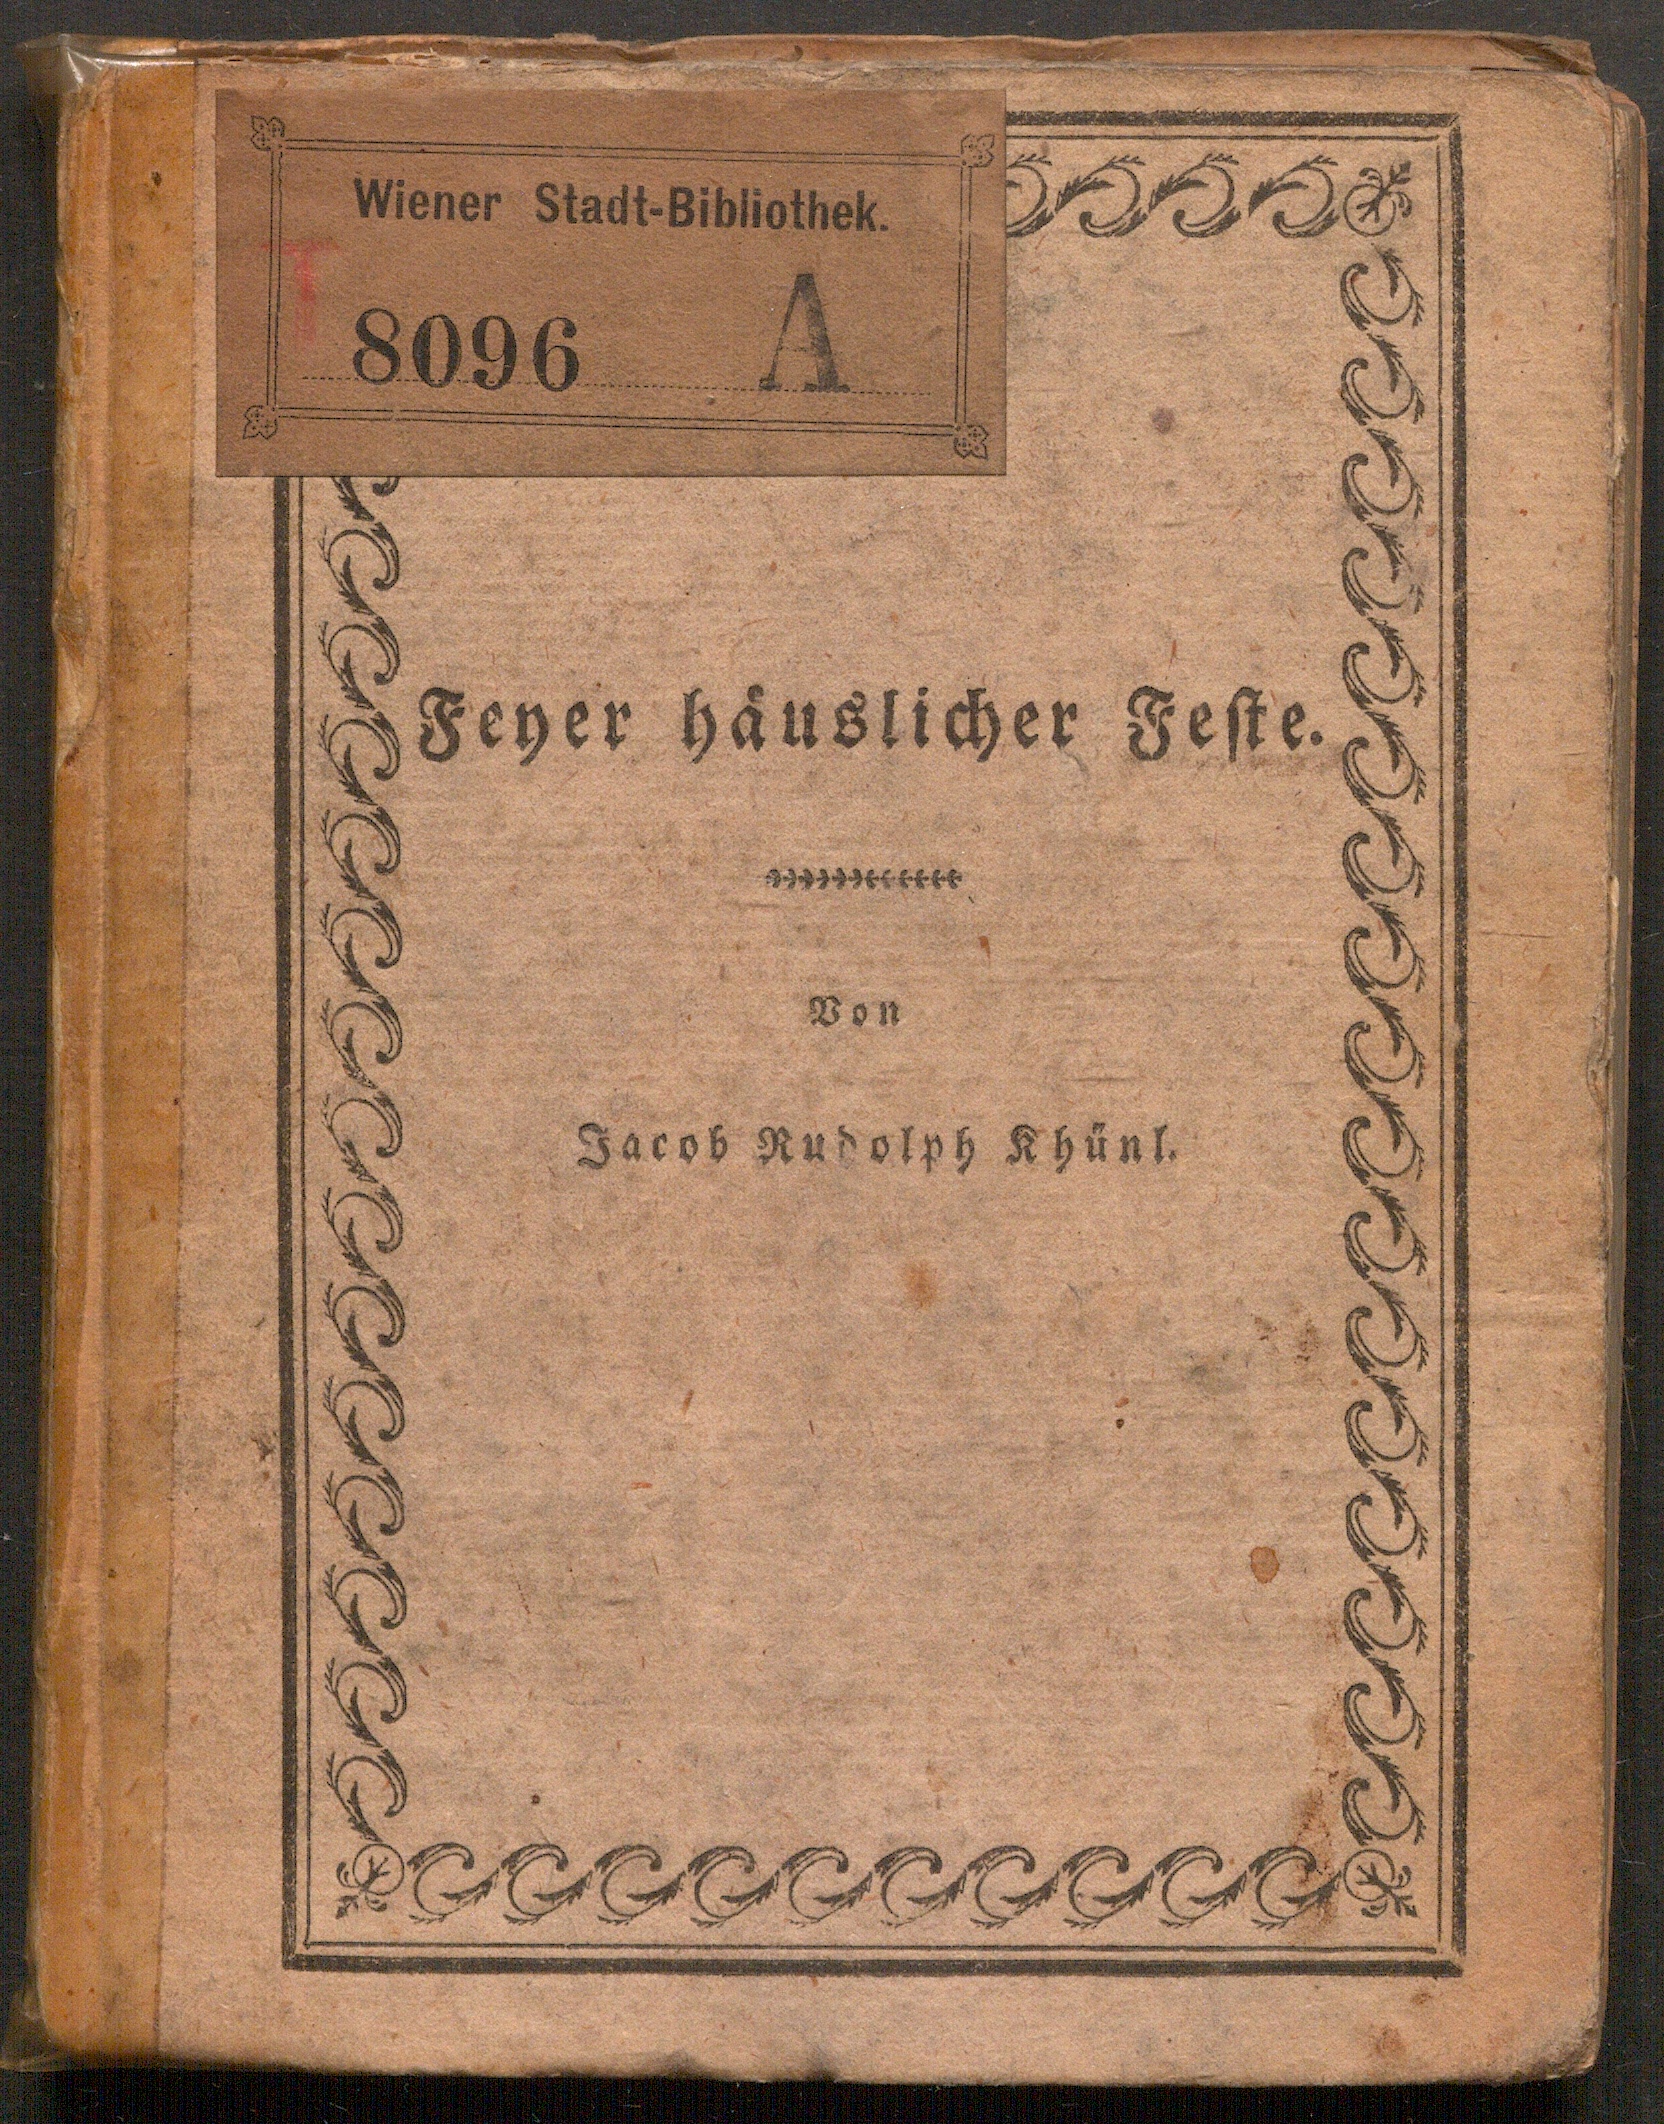 Wiener Stadt-Bibliothek.
T
8096 A
Feyer häuslicher Feste.
Von
Jacob Rudolph Khünl.